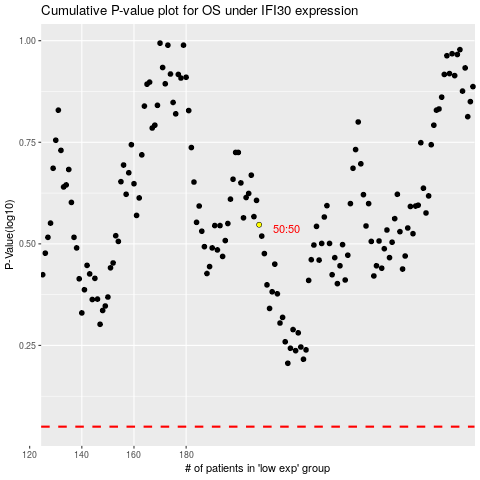 Cumulative P-value plot for OS under IFI30 expression
P-Value(log10)
1.00
0.75
0.50
0.25
50:50
120 140 160 180
# of patients in 'low exp' group